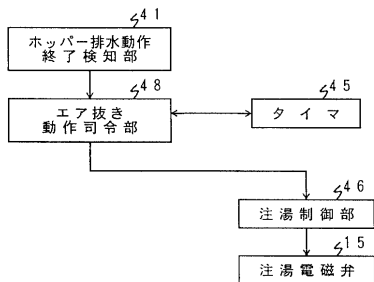 41
ホッパー排水動作
終了検知部
48
エア抜き
動作司令部
45
タイマ
46
注湯制御部
15
注湯電磁弁